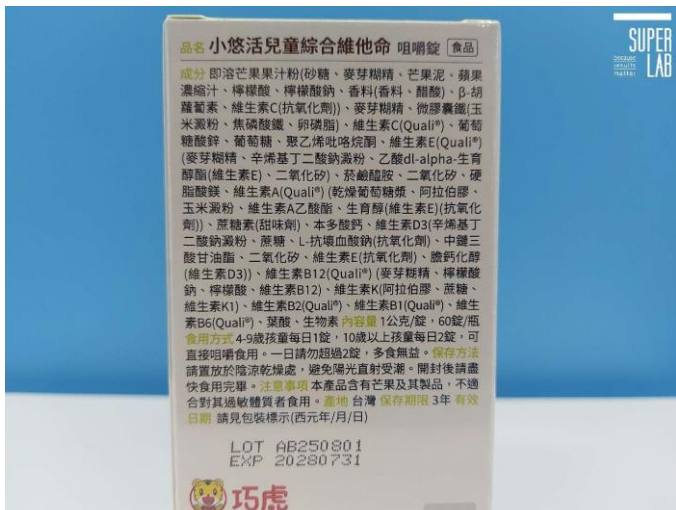 SUPER
LAB
because
results
matter
品名 小悠活兒童綜合維他命 咀嚼錠 食品
成分 即溶芒果果汁粉(砂糖、麥芽糊精、芒果泥、蘋果
濃縮汁、檸檬酸、檸檬酸鈉、香料(香料、醋酸)、β-胡
蘿蔔素、維生素C(抗氧化劑))、麥芽糊精、微膠囊鐵(玉
米澱粉、焦磷酸鐵、卵磷脂)、維生素C(Quali®)、葡萄
糖酸鋅、葡萄糖、聚乙烯吡咯烷酮、維生素E(Quali®)
(麥芽糊精、辛烯基丁二酸鈉澱粉、乙酸dl-alpha-生育
醇酯(維生素E)、二氧化矽)、菸鹼醯胺、二氧化矽、硬
脂酸鎂、維生素A(Quali®) (乾燥葡萄糖漿、阿拉伯膠、
玉米澱粉、維生素A乙酸酯、生育醇(維生素E)(抗氧化
劑))、蔗糖素(甜味劑)、本多酸鈣、維生素D3(辛烯基丁
二酸鈉澱粉、蔗糖、L-抗壞血酸鈉(抗氧化劑)、中鏈三
酸甘油酯、二氧化矽、維生素E(抗氧化劑)、膽鈣化醇
(維生素D3))、維生素B12(Quali®) (麥芽糊精、檸檬酸
鈉、檸檬酸、維生素B12)、維生素K(阿拉伯膠、蔗糖、
維生素K1)、維生素B2(Quali®)、維生素B1(Quali®)、維生
素B6(Quali®)、葉酸、生物素 內容量 1公克/錠，60錠/瓶
食用方式 4-9歲孩童每日1錠，10歲以上孩童每日2錠，可
直接咀嚼食用。一日請勿超過2錠，多食無益。保存方法
請置放於陰涼乾燥處，避免陽光直射受潮。開封後請盡
快食用完畢。注意事項 本產品含有芒果及其製品，不適
合對其過敏體質者食用。產地 台灣 保存期限 3年 有效
日期 請見包裝標示(西元年/月/日)
LOT AB250801
EXP 20280731
巧虎